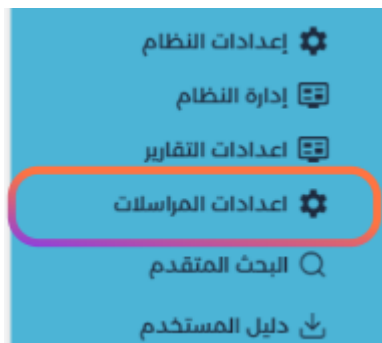 إعدادات النظام
إدارة النظام
اعدادات التقارير
اعدادات المراسلات
البحث المتقدم
دليل المستخدم